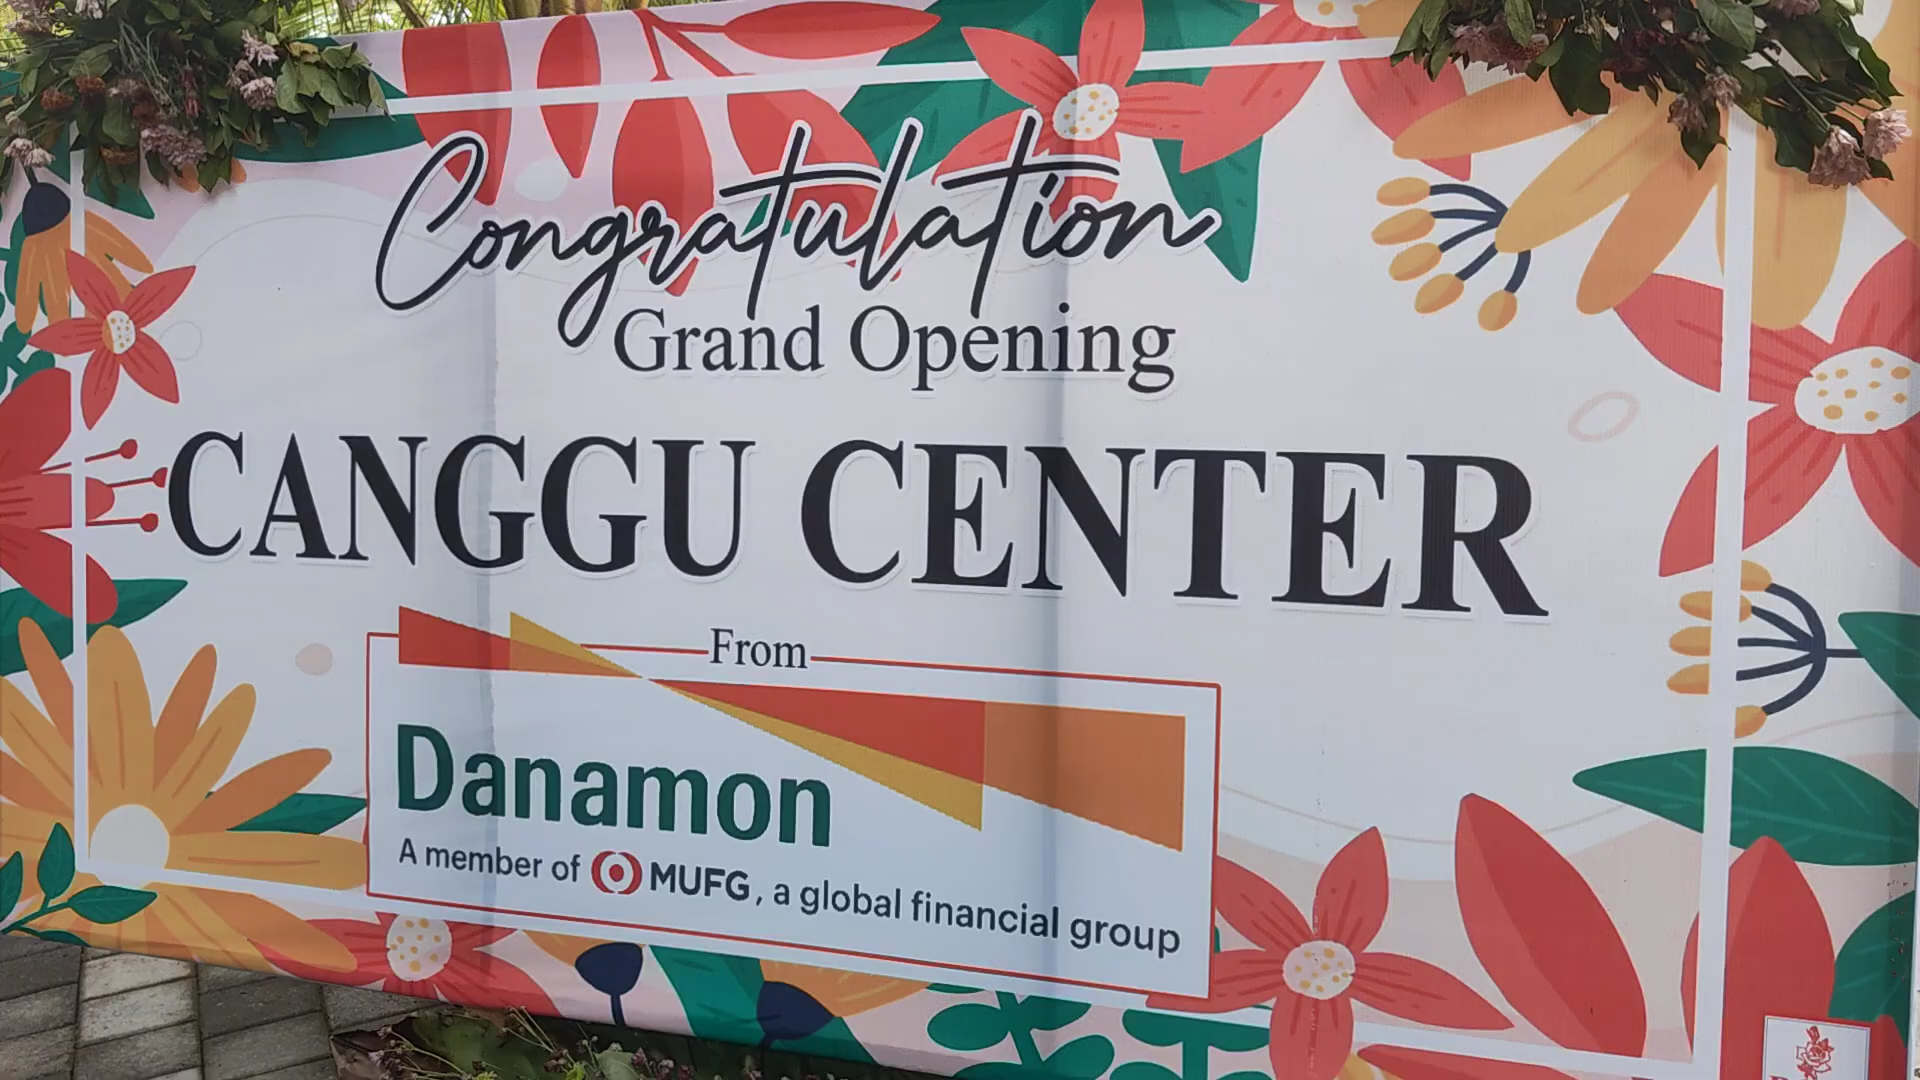 Congratulation
Grand Opening
CANGGU CENTER
From
Danamon
A member of MUFG, a global financial group